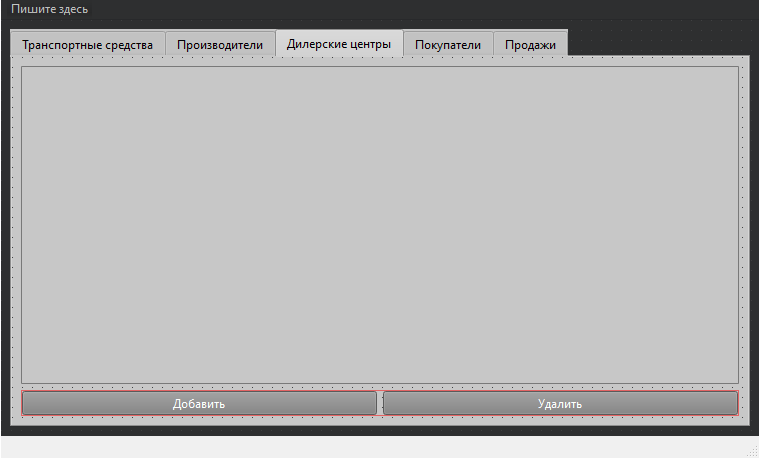 Пишите здесь
Транспортные средства Производители Дилерские центры Покупатели Продажи
Добавить Удалить